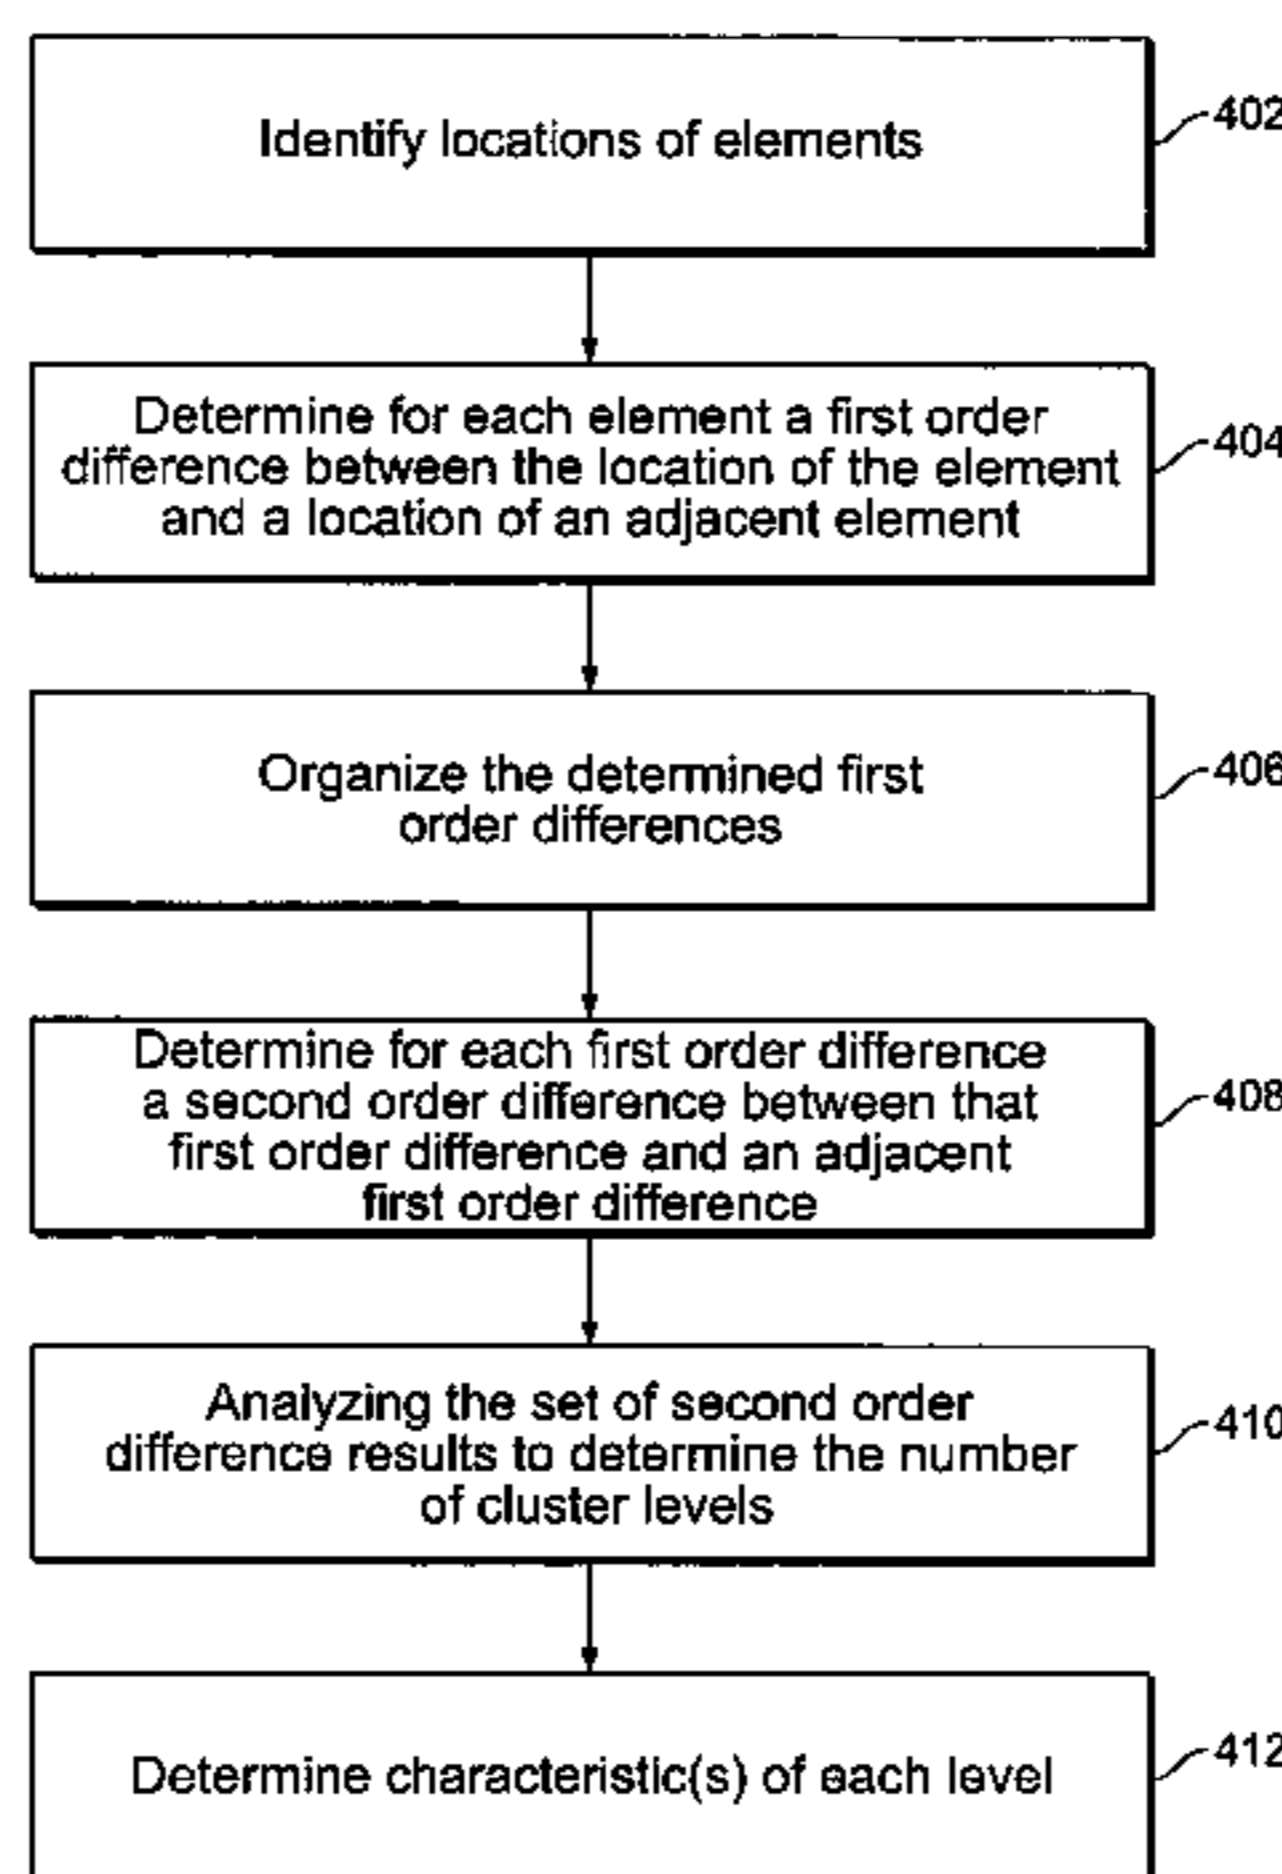 Identify locations of elements
402
Determine for each element a first order
difference between the location of the element
and a location of an adjacent element
404
Organize the determined first
order differences
406
Determine for each first order difference
a second order difference between that
first order difference and an adjacent
first order difference
408
Analyzing the set of second order
difference results to determine the number
of cluster levels
410
Determine characteristic(s) of each level
412